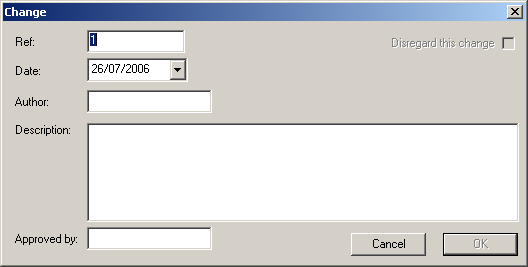 Change
Ref: 1 Disregard this change
Date: 26/07/2006
Author:
Description:
Approved by: Cancel OK